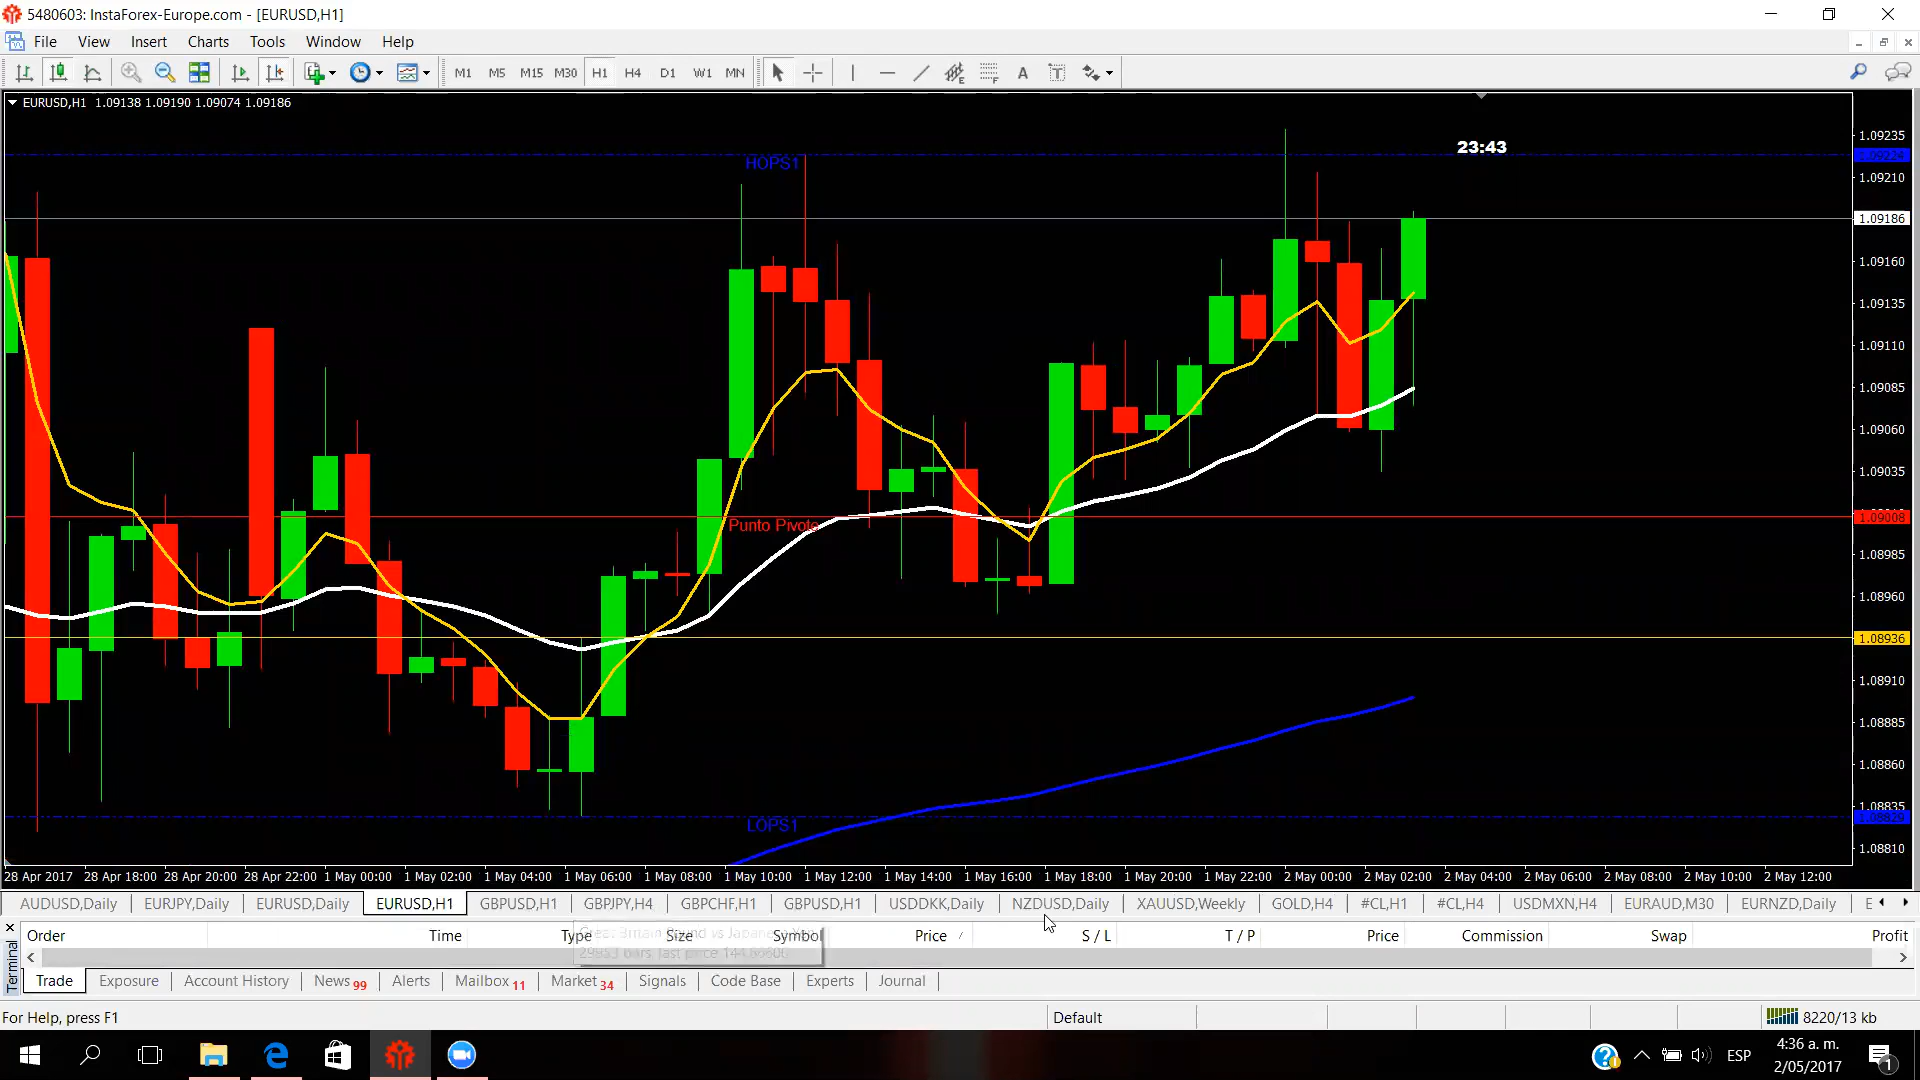 5480603: InstaForex-Europe.com - [EURUSD,H1]
File View Insert Charts Tools Window Help
M1 M5 M15 M30 H1 H4 D1 W1 MN A T
EURUSD,H1 1.09138 1.09190 1.09074 1.09186
1.09235
23:43
HOPS1
1.09224
1.09210
1.09186
1.09160
1.09135
1.09110
1.09085
1.09060
1.09035
Punto Pivote
1.09008
1.08985
1.08960
1.08936
1.08910
1.08885
1.08860
1.08835
LOPS1
1.08829
1.08810
28 Apr 2017 28 Apr 18:00 28 Apr 20:00 28 Apr 22:00 1 May 00:00 1 May 02:00 1 May 04:00 1 May 06:00 1 May 08:00 1 May 10:00 1 May 12:00 1 May 14:00 1 May 16:00 1 May 18:00 1 May 20:00 1 May 22:00 2 May 00:00 2 May 02:00 2 May 04:00 2 May 06:00 2 May 08:00 2 May 10:00 2 May 12:00
AUDUSD,Daily EURJPY,Daily EURUSD,Daily EURUSD,H1 GBPUSD,H1 GBPJPY,H4 GBPCHF,H1 GBPUSD,H1 USDDKK,Daily NZDUSD,Daily XAUUSD,Weekly GOLD,H4 #CL,H1 #CL,H4 USDMXN,H4 EURAUD,M30 EURNZD,Daily E
Order Time Type Size Symbol Price / S / L T / P Price Commission Swap Profit
Terminal
Trade Exposure Account History News 99 Alerts Mailbox 11 Market 34 Signals Code Base Experts Journal
For Help, press F1 Default 8220/13 kb
ESP
4:36 a. m.
2/05/2017
1